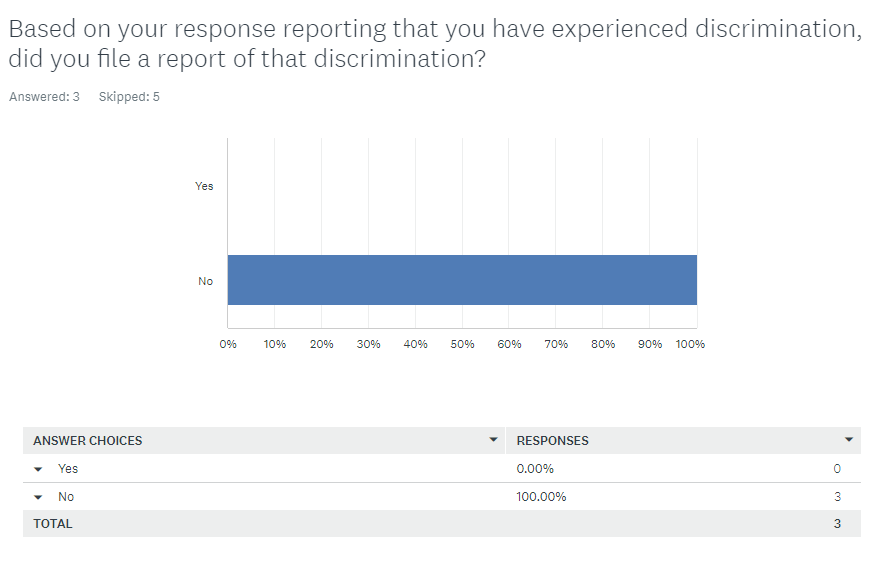 Based on your response reporting that you have experienced discrimination,
did you file a report of that discrimination?
Answered: 3 Skipped: 5
Yes
No
0% 10% 20% 30% 40% 50% 60% 70% 80% 90% 100%
ANSWER CHOICES RESPONSES
Yes 0.00% 0
No 100.00% 3
TOTAL 3